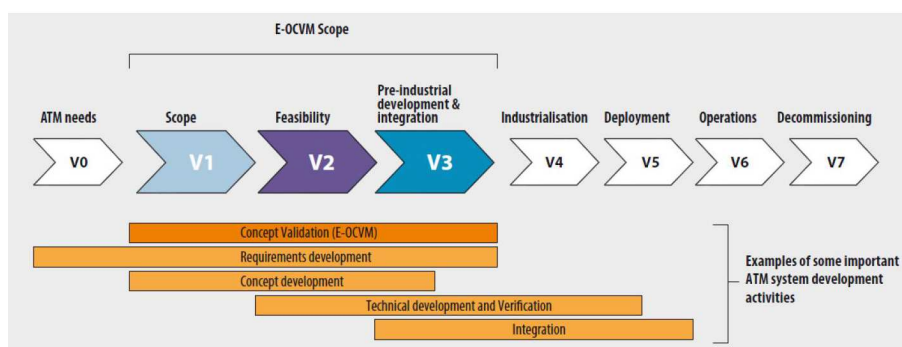 E-OCVM Scope
ATM needs
Scope
Feasibility
Pre-industrial
development &
integration
Industrialisation
Deployment
Operations
Decommissioning
V0
V1
V2
V3
V4
V5
V6
V7
Concept Validation (E-OCVM)
Requirements development
Concept development
Technical development and Verification
Integration
Examples of some important
ATM system development
activities